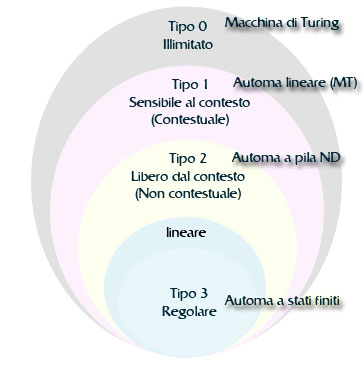 Tipo 0
Illimitato
Macchina di Turing
Tipo 1
Sensibile al contesto
(Contestuale)
Automa lineare (MT)
Tipo 2
Libero dal contesto
(Non contestuale)
Automa a pila ND
lineare
Tipo 3
Regolare
Automa a stati finiti